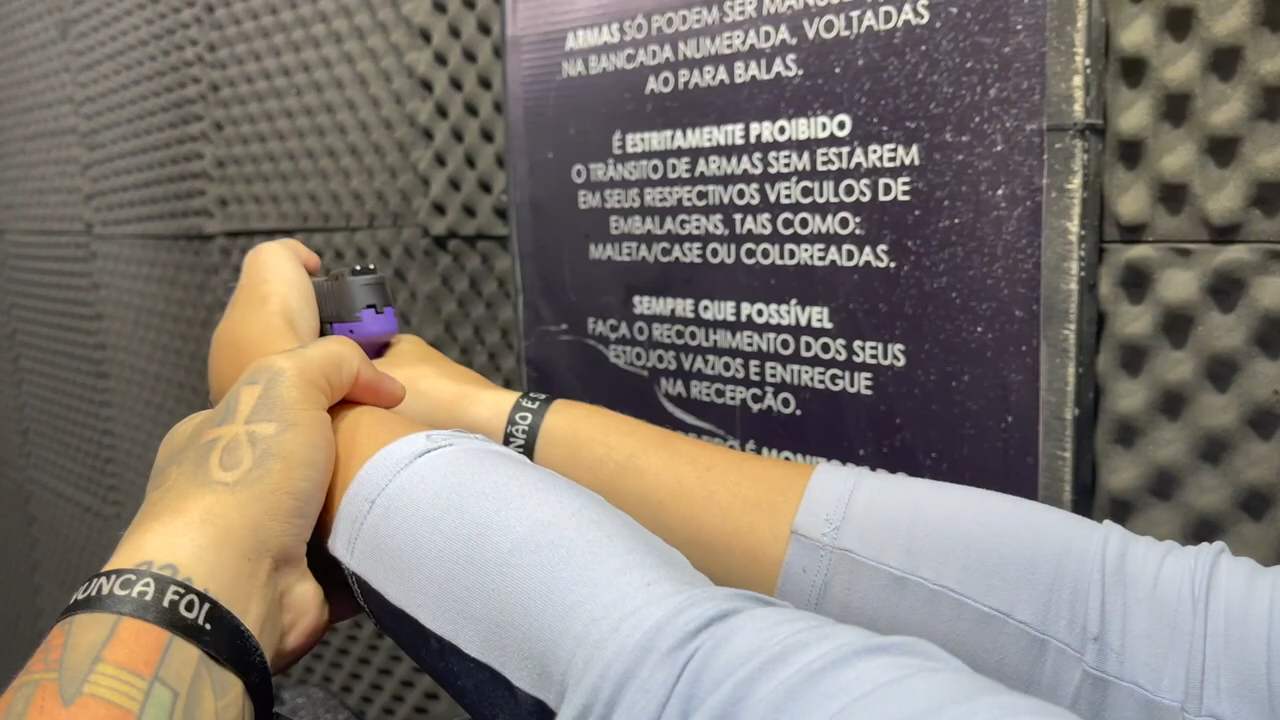 ARMAS SÓ PODEM SER
NA BANCADA NUMERADA, VOLTADAS
AO PARA BALAS.
É ESTRITAMENTE PROIBIDO
O TRÂNSITO DE ARMAS SEM ESTAREM
EM SEUS RESPECTIVOS VEÍCULOS DE
EMBALAGENS, TAIS COMO:
MALETA/CASE OU COLDREADAS.
SEMPRE QUE POSSÍVEL
FAÇA O RECOLHIMENTO DOS SEUS
ESTOJOS VAZIOS E ENTREGUE
NA RECEPÇÃO.
É
NÃO É S
NUNCA FOI.